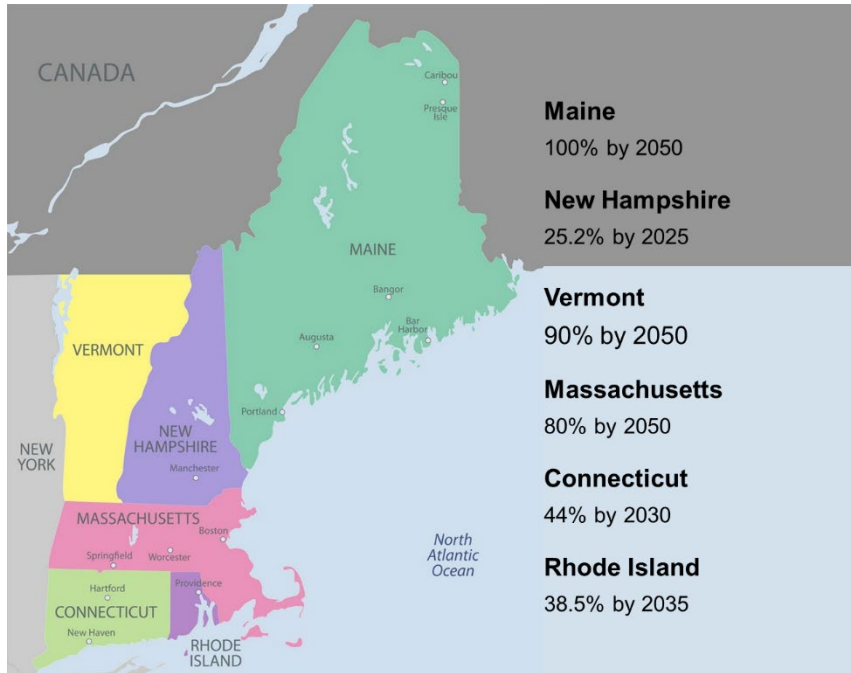 CANADA
Caribou
Presque
Isle
MAINE
Bangor
Bar
Harbor
Augusta
VERMONT
Portland
NEW
HAMPSHIRE
NEW
YORK
Manchester
MASSACHUSETTS
Boston
Springfield
Worcester
North
Atlantic
Ocean
Hartford
Providence
CONNECTICUT
New Haven
RHODE
ISLAND
Maine
100% by 2050
New Hampshire
25.2% by 2025
Vermont
90% by 2050
Massachusetts
80% by 2050
Connecticut
44% by 2030
Rhode Island
38.5% by 2035